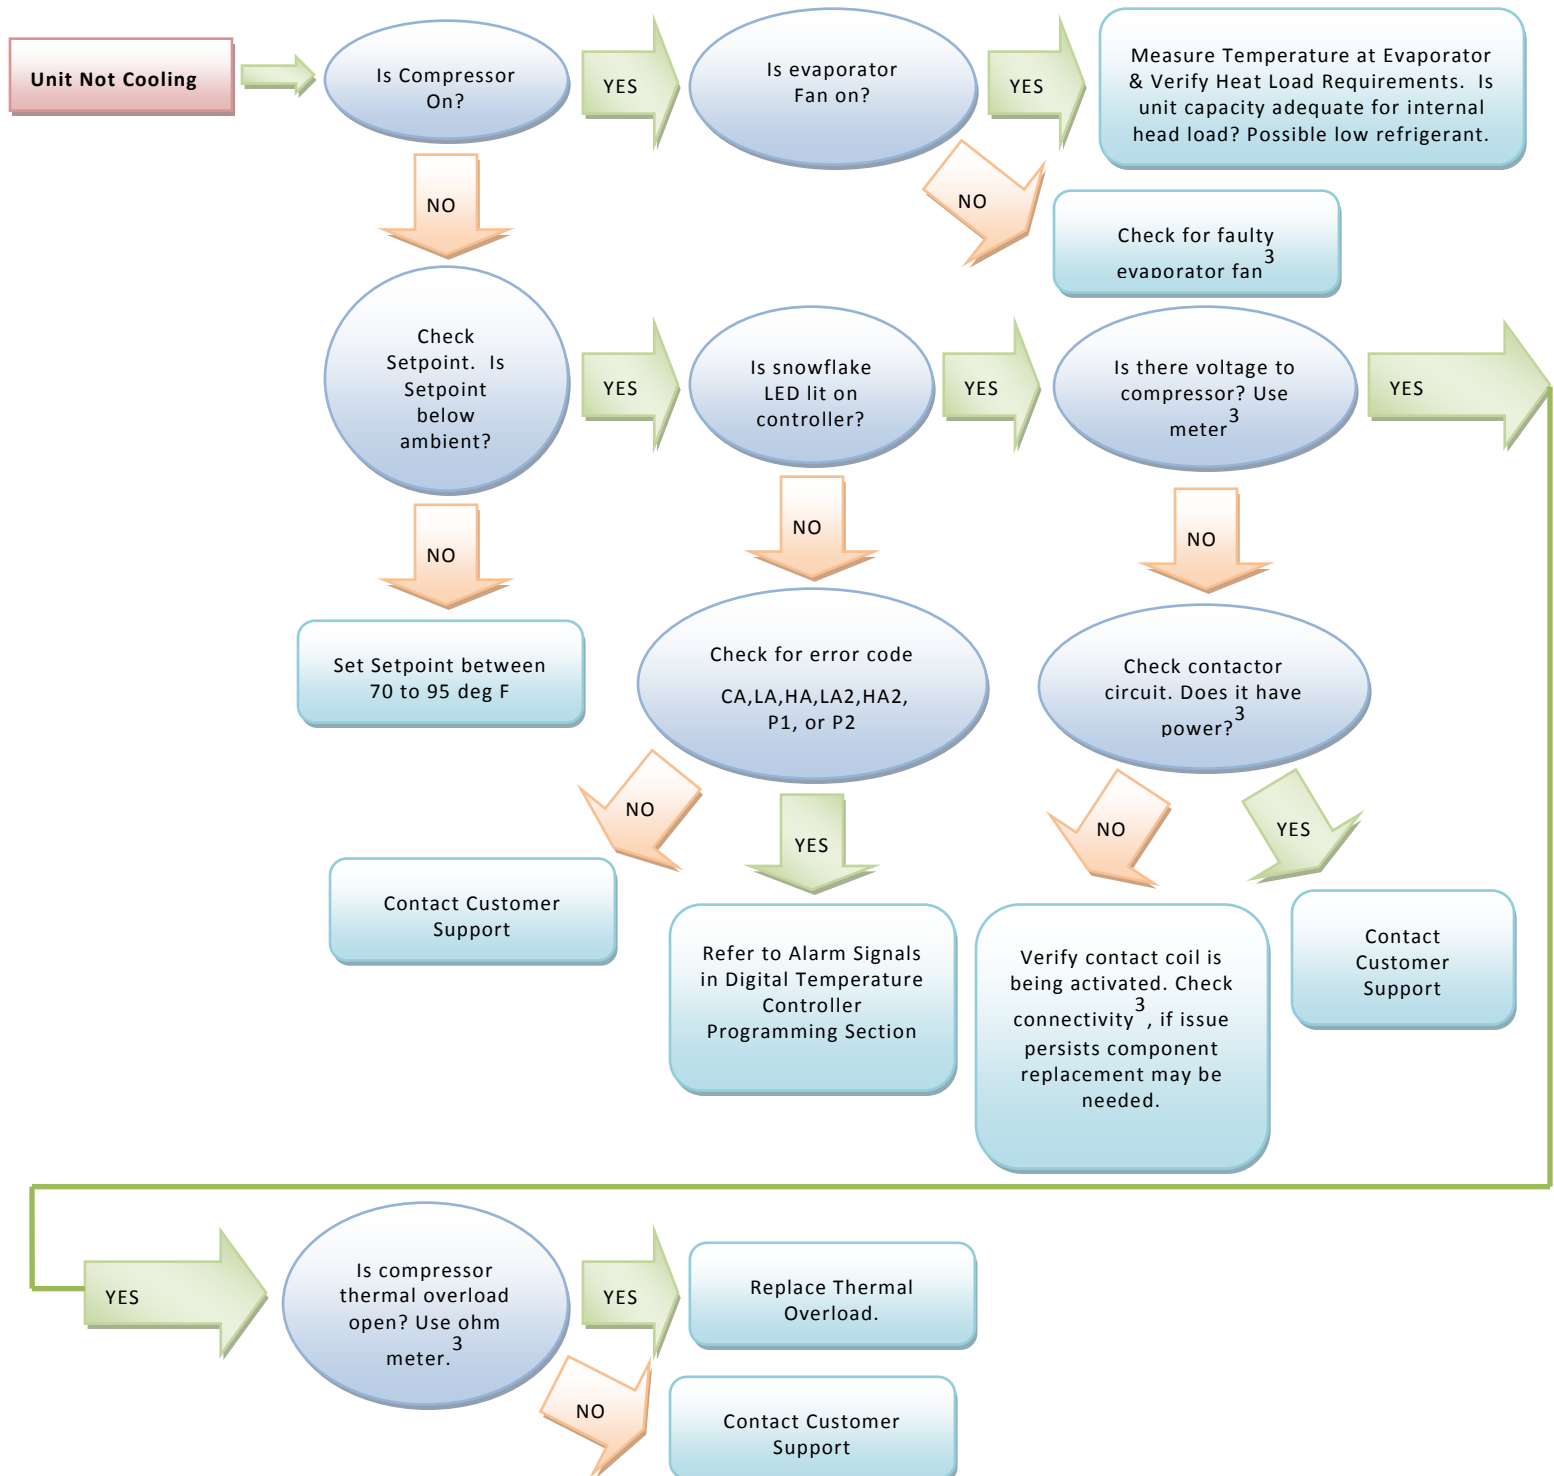 Unit Not Cooling
Is Compressor
On?
YES
Is evaporator
Fan on?
YES
Measure Temperature at Evaporator
& Verify Heat Load Requirements. Is
unit capacity adequate for internal
head load? Possible low refrigerant.
NO
NO
Check for faulty
evaporator fan3
Check
Setpoint. Is
Setpoint
below
ambient?
YES
Is snowflake
LED lit on
controller?
YES
Is there voltage to
compressor? Use
meter3
YES
NO
NO
NO
Set Setpoint between
70 to 95 deg F
Check for error code
CA,LA,HA,LA2,HA2,
P1, or P2
Check contactor
circuit. Does it have
power?3
NO
YES
NO
YES
Contact Customer
Support
Refer to Alarm Signals
in Digital Temperature
Controller
Programming Section
Verify contact coil is
being activated. Check
connectivity3, if issue
persists component
replacement may be
needed.
Contact
Customer
Support
YES
Is compressor
thermal overload
open? Use ohm
meter.3
YES
Replace Thermal
Overload.
NO
Contact Customer
Support